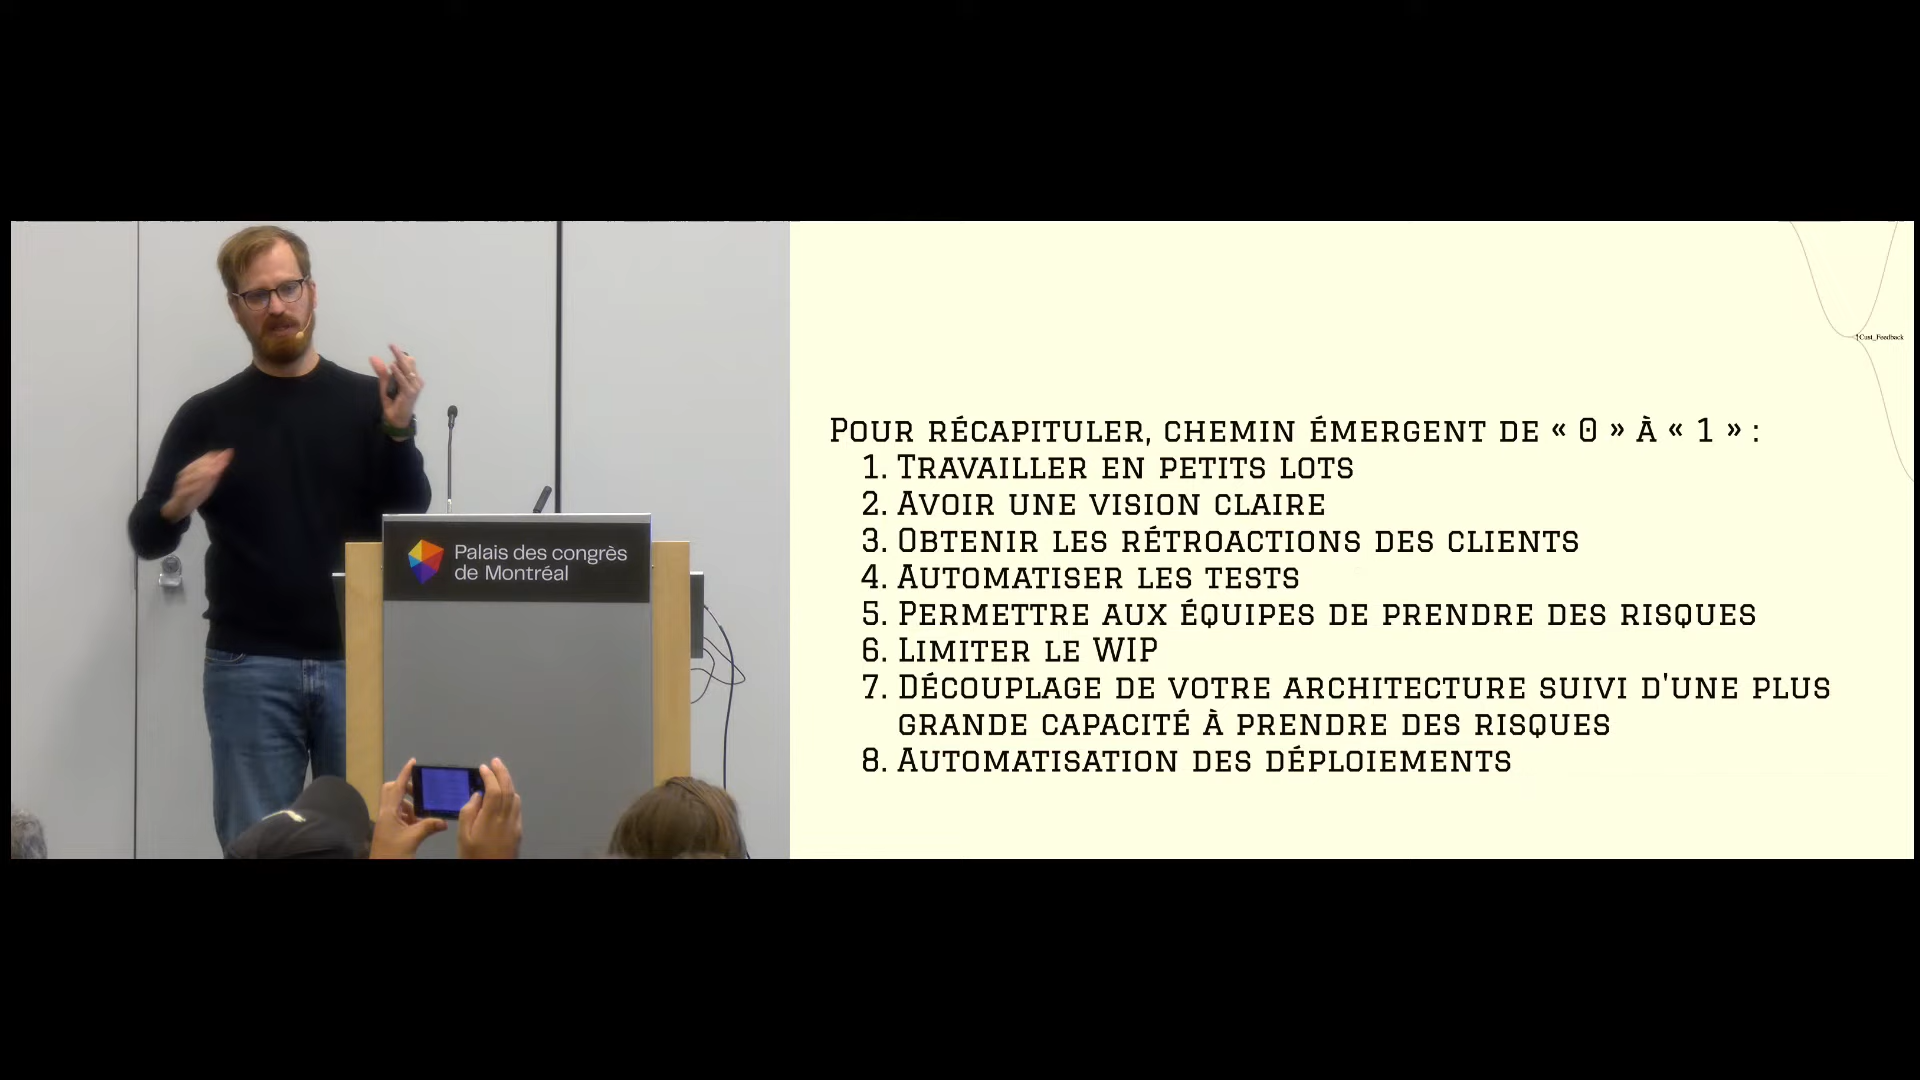 Palais des congrès
de Montréal
↑Cust_Feedback
Pour récapituler, chemin émergent de « 0 » à « 1 » :
1. Travailler en petits lots
2. Avoir une vision claire
3. Obtenir les rétroactions des clients
4. Automatiser les tests
5. Permettre aux équipes de prendre des risques
6. Limiter le WIP
7. Découplage de votre architecture suivi d'une plus
grande capacité à prendre des risques
8. Automatisation des déploiements